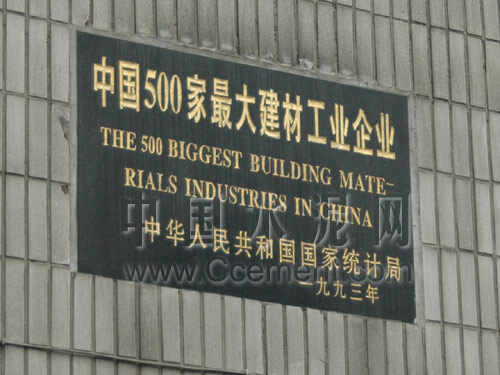 中国500家最大建材工业企业
THE 500 BIGGEST BUILDING MATE-
RIALS INDUSTRIES IN CHINA
中国水泥网
中华人民共和国国家统计局
www.Ccement.com
一九九三年